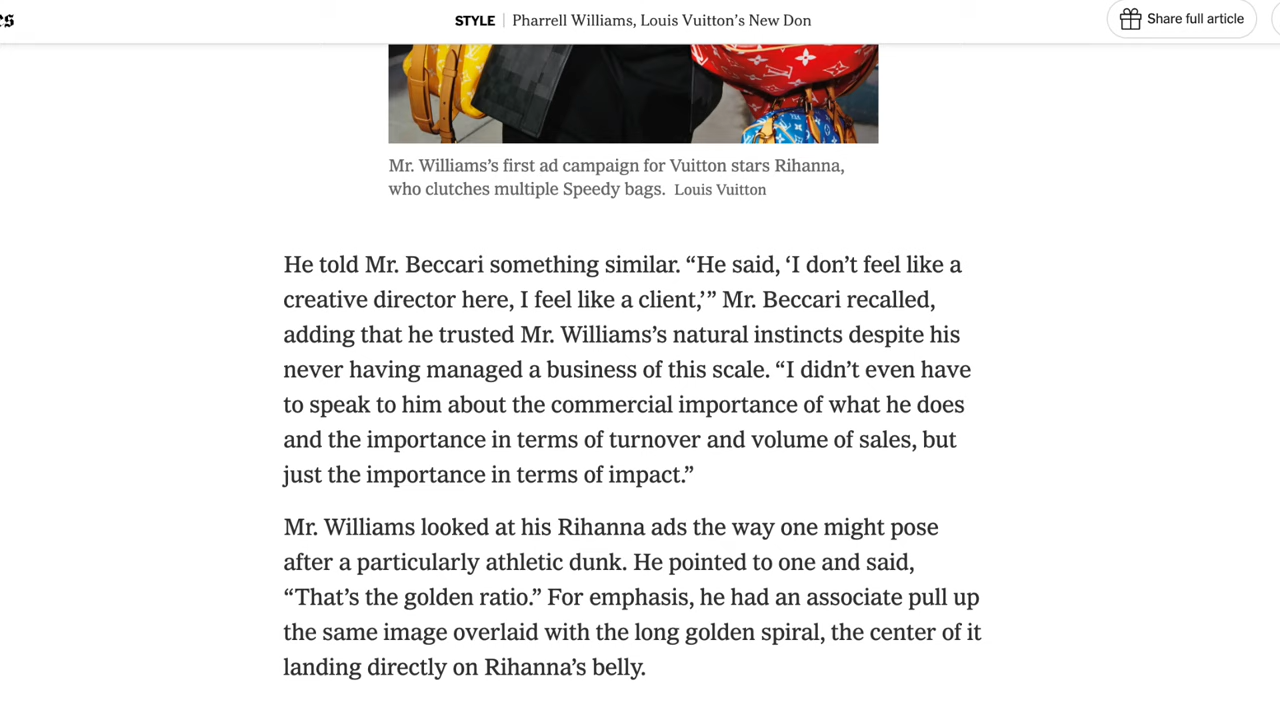 STYLE | Pharrell Williams, Louis Vuitton’s New Don
Share full article
Mr. Williams’s first ad campaign for Vuitton stars Rihanna,
who clutches multiple Speedy bags. Louis Vuitton
He told Mr. Beccari something similar. “He said, ‘I don’t feel like a
creative director here, I feel like a client,’” Mr. Beccari recalled,
adding that he trusted Mr. Williams’s natural instincts despite his
never having managed a business of this scale. “I didn’t even have
to speak to him about the commercial importance of what he does
and the importance in terms of turnover and volume of sales, but
just the importance in terms of impact.”
Mr. Williams looked at his Rihanna ads the way one might pose
after a particularly athletic dunk. He pointed to one and said,
“That’s the golden ratio.” For emphasis, he had an associate pull up
the same image overlaid with the long golden spiral, the center of it
landing directly on Rihanna’s belly.